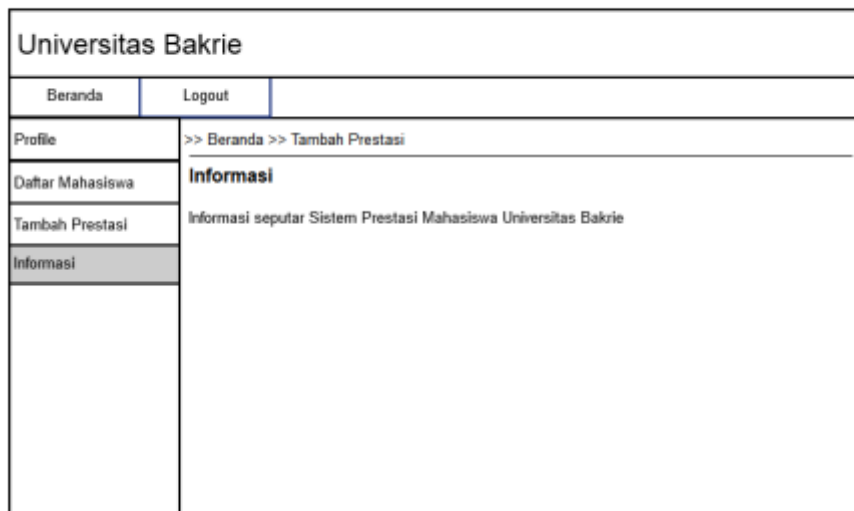 Universitas Bakrie
Beranda
Logout
Profile
Daftar Mahasiswa
Tambah Prestasi
Informasi
>> Beranda >> Tambah Prestasi
Informasi
Informasi seputar Sistem Prestasi Mahasiswa Universitas Bakrie